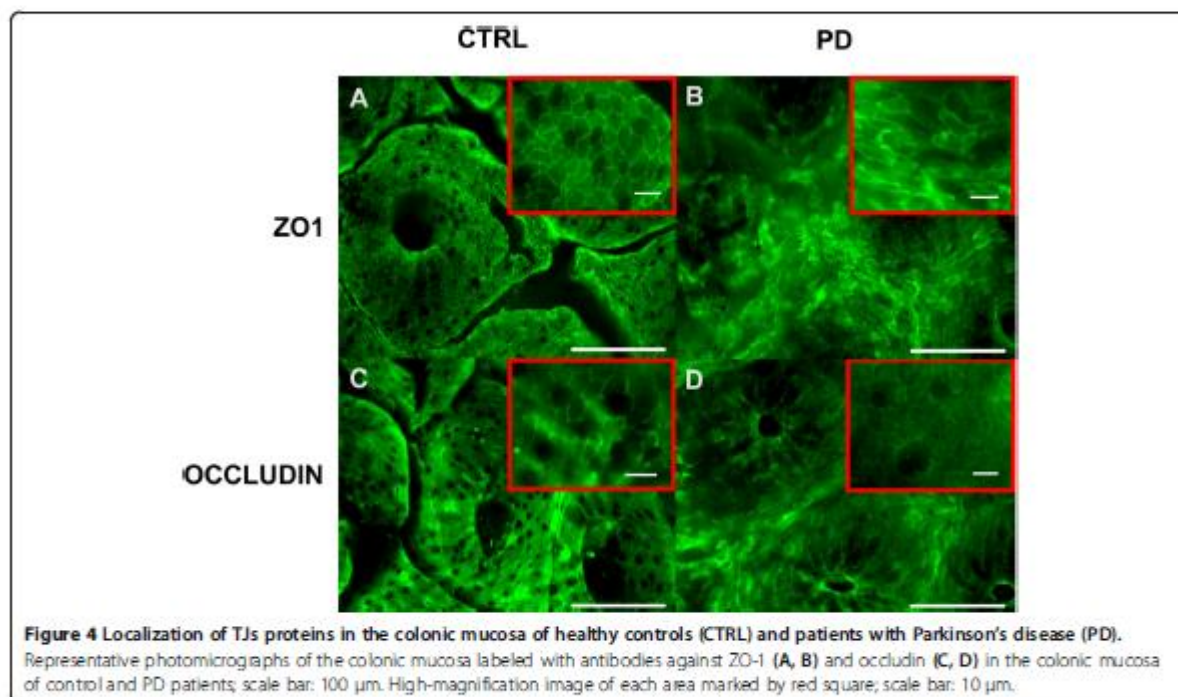 CTRL PD
A B
ZO1
C D
OCCLUDIN
Figure 4 Localization of TJs proteins in the colonic mucosa of healthy controls (CTRL) and patients with Parkinson's disease (PD).
Representative photomicrographs of the colonic mucosa labeled with antibodies against ZO-1 (A, B) and occludin (C, D) in the colonic mucosa
of control and PD patients; scale bar: 100 μm. High-magnification image of each area marked by red square; scale bar: 10 μm.